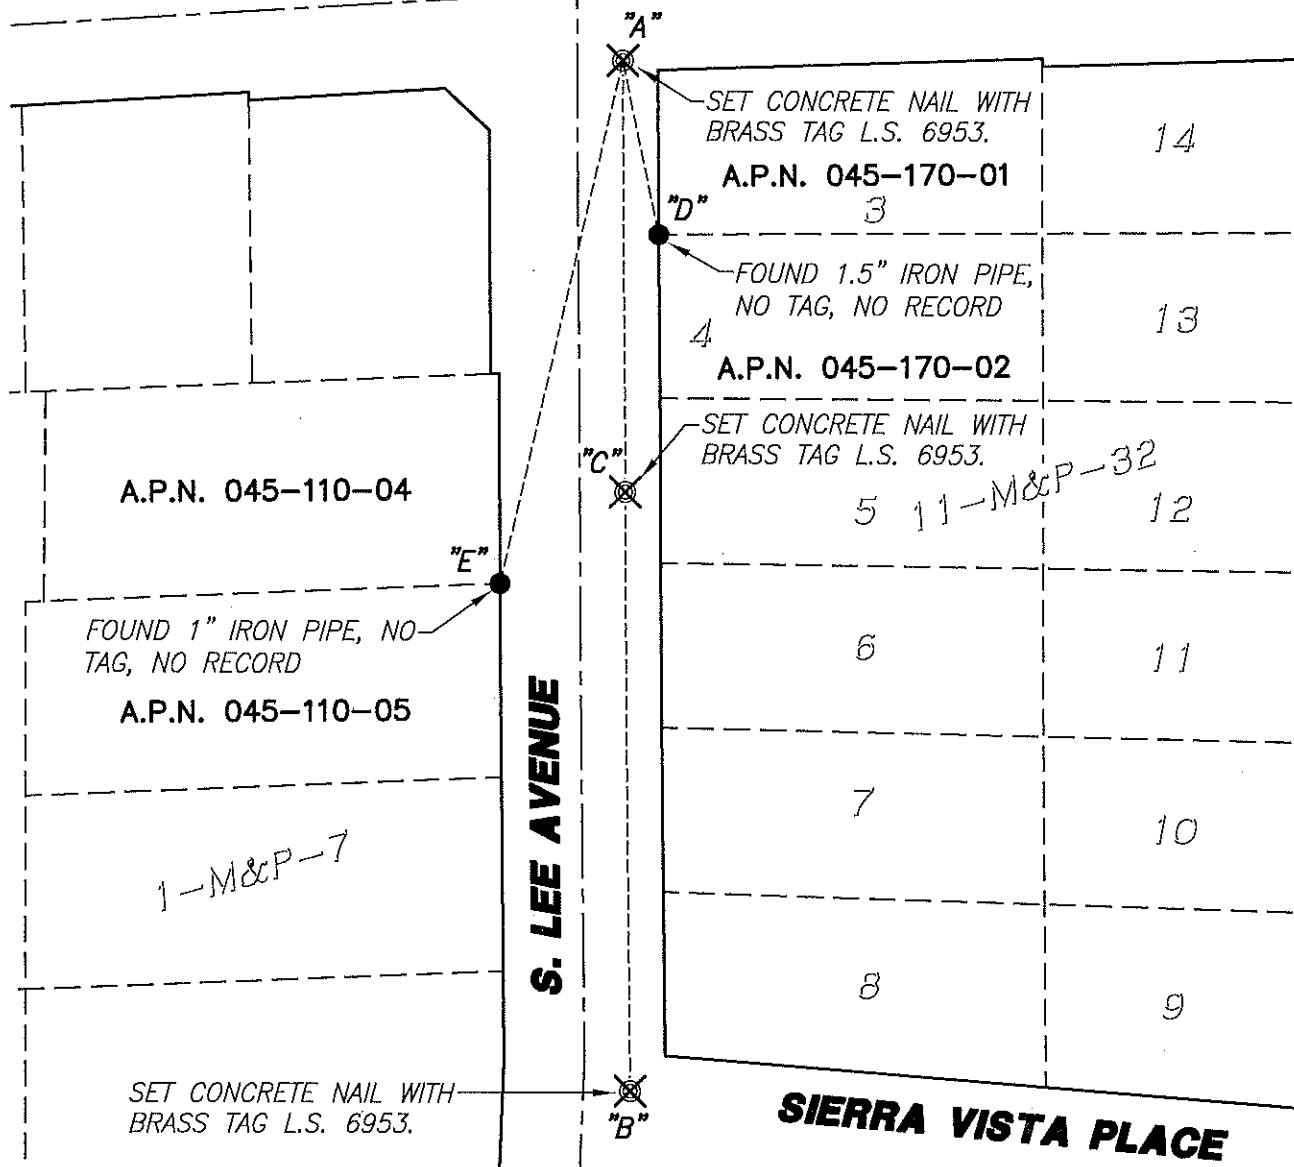 "A"
SET CONCRETE NAIL WITH
BRASS TAG L.S. 6953.
A.P.N. 045-170-01
3
14
"D"
FOUND 1.5" IRON PIPE,
NO TAG, NO RECORD
4
A.P.N. 045-170-02
13
SET CONCRETE NAIL WITH
BRASS TAG L.S. 6953.
"C"
A.P.N. 045-110-04
5
11-M&P-32
12
"E"
FOUND 1" IRON PIPE, NO
TAG, NO RECORD
A.P.N. 045-110-05
6
11
S. LEE AVENUE
7
10
1-M&P-7
8
9
SET CONCRETE NAIL WITH
BRASS TAG L.S. 6953.
"B"
SIERRA VISTA PLACE